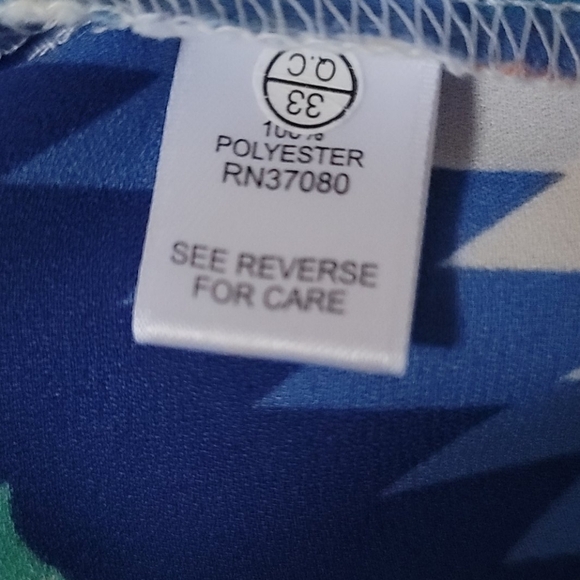 Q.C
33
100%
POLYESTER
RN37080
SEE REVERSE
FOR CARE